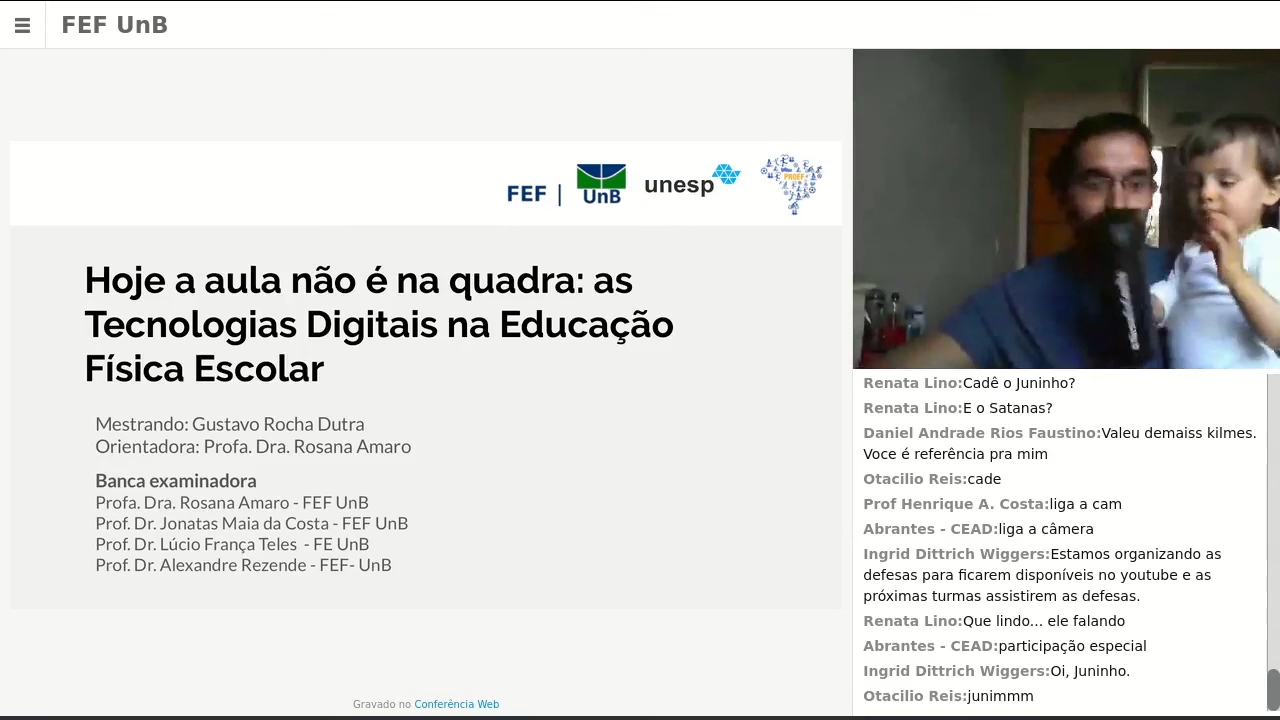 FEF UnB
FEF |
UnB
unesp
PROEF
Hoje a aula não é na quadra: as
Tecnologias Digitais na Educação
Física Escolar
Mestrando: Gustavo Rocha Dutra
Orientadora: Profa. Dra. Rosana Amaro
Banca examinadora
Profa. Dra. Rosana Amaro - FEF UnB
Prof. Dr. Jonatas Maia da Costa - FEF UnB
Prof. Dr. Lúcio França Teles - FE UnB
Prof. Dr. Alexandre Rezende - FEF- UnB
Gravado no Conferência Web
Renata Lino:Cadê o Juninho?
Renata Lino:E o Satanas?
Daniel Andrade Rios Faustino:Valeu demaiss kilmes.
Voce é referência pra mim
Otacilio Reis:cade
Prof Henrique A. Costa:liga a cam
Abrantes - CEAD:liga a câmera
Ingrid Dittrich Wiggers:Estamos organizando as
defesas para ficarem disponíveis no youtube e as
próximas turmas assistirem as defesas.
Renata Lino:Que lindo... ele falando
Abrantes - CEAD:participação especial
Ingrid Dittrich Wiggers:Oi, Juninho.
Otacilio Reis:junimmm